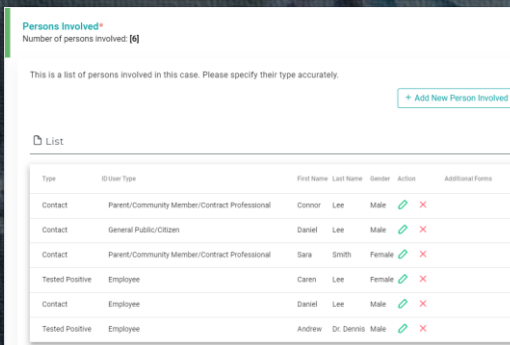 Persons Involved*
Number of persons involved: [6]
This is a list of persons involved in this case. Please specify their type accurately.
+ Add New Person Involved
List
Type ID User Type First Name Last Name Gender Action Additional Forms
Contact Parent/Community Member/Contract Professional Connor Lee Male
Contact General Public/Citizen Daniel Lee Male
Contact Parent/Community Member/Contract Professional Sara Smith Female
Tested Positive Employee Caren Lee Female
Contact Employee Daniel Lee Male
Tested Positive Employee Andrew Dr. Dennis Male